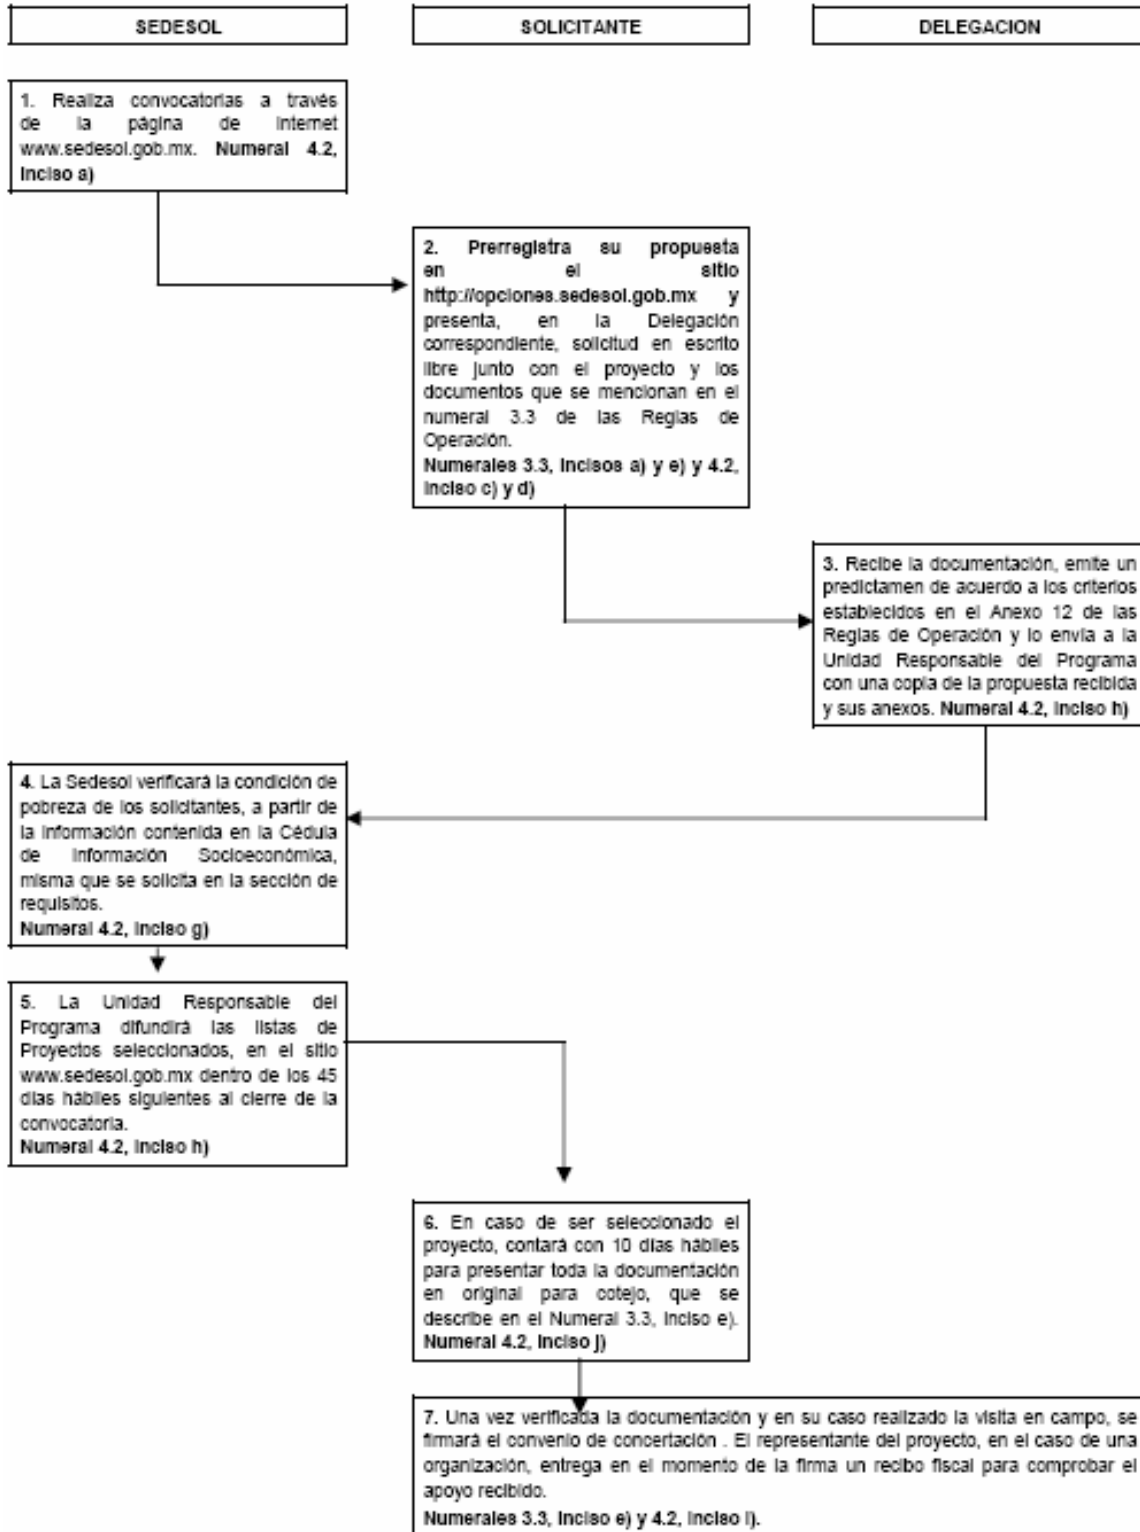 SEDESOL
SOLICITANTE
DELEGACION
1. Realiza convocatorias a través
de la página de Internet
www.sedesol.gob.mx. Numeral 4.2,
Inciso a)
2. Prerregistra su propuesta
en el sitio
http://opciones.sedesol.gob.mx y
presenta, en la Delegación
correspondiente, solicitud en escrito
libre junto con el proyecto y los
documentos que se mencionan en el
numeral 3.3 de las Reglas de
Operación.
Numerales 3.3, Incisos a) y e) y 4.2,
Inciso c) y d)
3. Recibe la documentación, emite un
predictamen de acuerdo a los criterios
establecidos en el Anexo 12 de las
Reglas de Operación y lo envía a la
Unidad Responsable del Programa
con una copia de la propuesta recibida
y sus anexos. Numeral 4.2, Inciso h)
4. La Sedesol verificará la condición de
pobreza de los solicitantes, a partir de
la información contenida en la Cédula
de Información Socioeconómica,
misma que se solicita en la sección de
requisitos.
Numeral 4.2, Inciso g)
5. La Unidad Responsable del
Programa difundirá las listas de
Proyectos seleccionados, en el sitio
www.sedesol.gob.mx dentro de los 45
días hábiles siguientes al cierre de la
convocatoria.
Numeral 4.2, Inciso h)
6. En caso de ser seleccionado el
proyecto, contará con 10 días hábiles
para presentar toda la documentación
en original para cotejo, que se
describe en el Numeral 3.3, Inciso e).
Numeral 4.2, Inciso j)
7. Una vez verificada la documentación y en su caso realizado la visita en campo, se
firmará el convenio de concertación . El representante del proyecto, en el caso de una
organización, entrega en el momento de la firma un recibo fiscal para comprobar el
apoyo recibido.
Numerales 3.3, Inciso e) y 4.2, Inciso l).